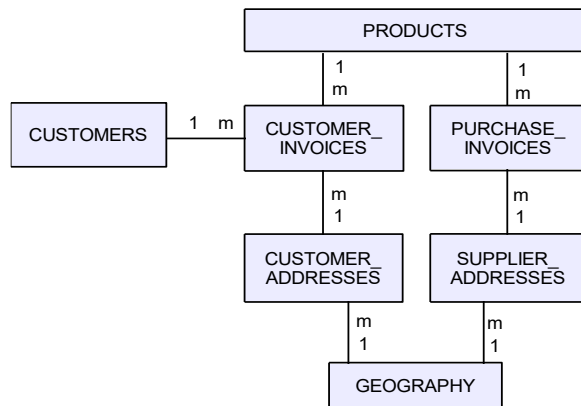 PRODUCTS
1
m
1
m
CUSTOMERS
1 m
CUSTOMER_
INVOICES
PURCHASE_
INVOICES
m
1
m
1
CUSTOMER_
ADDRESSES
SUPPLIER_
ADDRESSES
m
1
m
1
GEOGRAPHY